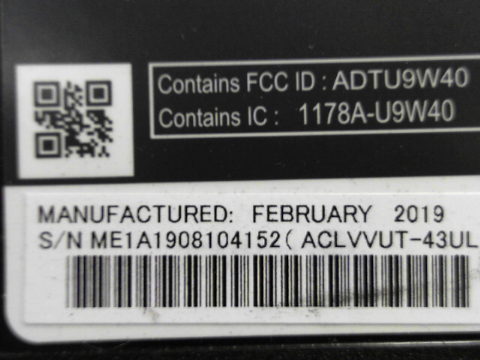 Contains FCC ID : ADTU9W40
Contains IC : 1178A-U9W40
MANUFACTURED: FEBRUARY 2019
S/N ME1A1908104152( ACLVVUT-43UL